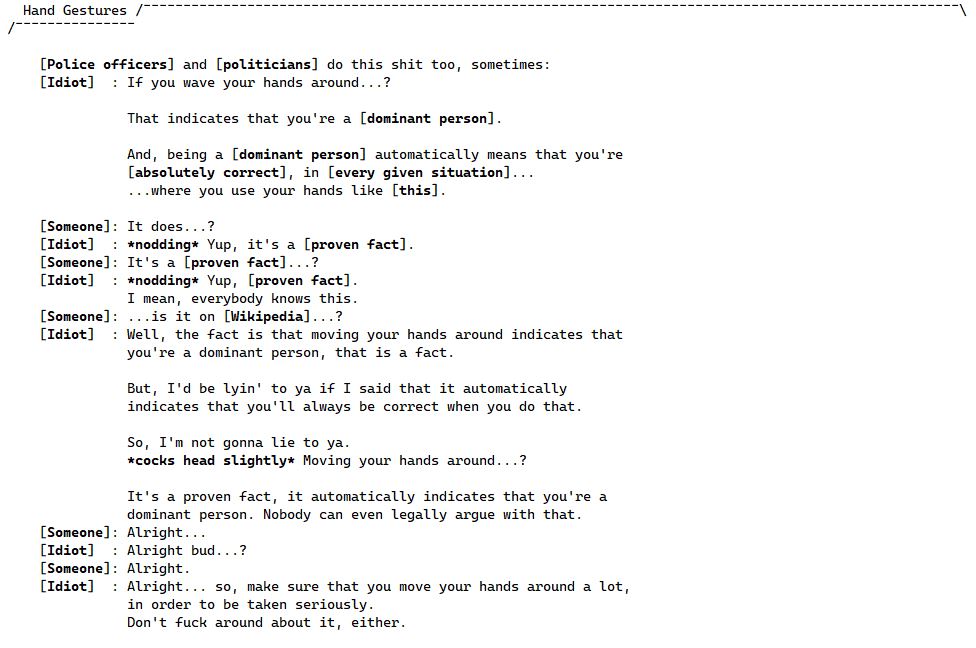 Hand Gestures /¯¯¯¯¯¯¯¯¯¯¯¯¯¯¯¯¯¯¯¯¯¯¯¯¯¯¯¯¯¯¯¯¯¯¯¯¯¯¯¯¯¯¯¯¯¯¯¯¯¯¯¯¯¯¯¯¯¯¯¯¯¯¯¯¯¯¯¯¯¯¯¯¯¯¯¯¯¯¯¯¯¯¯¯¯¯¯¯¯¯¯¯¯¯¯¯¯¯¯¯¯¯\
/¯¯¯¯¯¯¯¯¯¯¯¯¯¯¯
[Police officers] and [politicians] do this shit too, sometimes:
[Idiot]  : If you wave your hands around...?
That indicates that you're a [dominant person].
And, being a [dominant person] automatically means that you're
[absolutely correct], in [every given situation]...
...where you use your hands like [this].
[Someone]: It does...?
[Idiot]  : *nodding* Yup, it's a [proven fact].
[Someone]: It's a [proven fact]...?
[Idiot]  : *nodding* Yup, [proven fact].
I mean, everybody knows this.
[Someone]: ...is it on [Wikipedia]...?
[Idiot]  : Well, the fact is that moving your hands around indicates that
you're a dominant person, that is a fact.
But, I'd be lyin' to ya if I said that it automatically
indicates that you'll always be correct when you do that.
So, I'm not gonna lie to ya.
*cocks head slightly* Moving your hands around...?
It's a proven fact, it automatically indicates that you're a
dominant person. Nobody can even legally argue with that.
[Someone]: Alright...
[Idiot]  : Alright bud...?
[Someone]: Alright.
[Idiot]  : Alright... so, make sure that you move your hands around a lot,
in order to be taken seriously.
Don't fuck around about it, either.